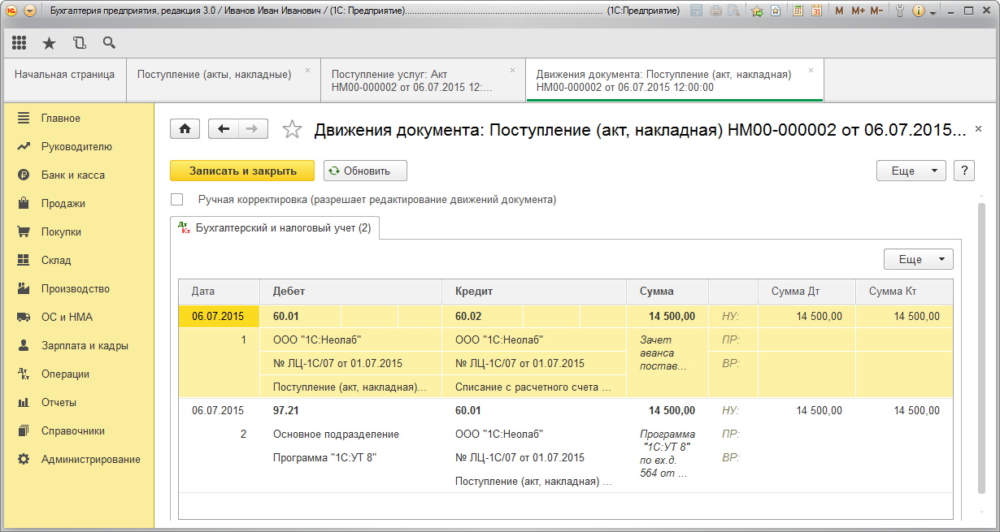 Бухгалтерия предприятия, редакция 3.0 / Иванов Иван Иванович / (1С: Предприятие)........................................................................ (1С:Предприятие) M M+ M-
Начальная страница
Поступление (акты, накладные)
Поступление услуг: Акт
НМ00-000002 от 06.07.2015 12:...
Движения документа: Поступление (акт, накладная)
НМ00-000002 от 06.07.2015 12:00:00
Главное
Руководителю
Банк и касса
Продажи
Покупки
Склад
Производство
ОС и НМА
Зарплата и кадры
Операции
Отчеты
Справочники
Администрирование
Движения документа: Поступление (акт, накладная) НМ00-000002 от 06.07.2015...
Записать и закрыть Обновить Еще ?
Ручная корректировка (разрешает редактирование движений документа)
Бухгалтерский и налоговый учет (2)
Еще
Дата Дебет Кредит Сумма Сумма Дт Сумма Кт
06.07.2015 60.01 60.02 14 500,00 НУ: 14 500,00 14 500,00
1 ООО "1С:Неолаб" ООО "1С:Неолаб" Зачет ПР:
аванса
№ ЛЦ-1С/07 от 01.07.2015 № ЛЦ-1С/07 от 01.07.2015 постав... ВР:
Поступление (акт, накладная)... Списание с расчетного счета ...
06.07.2015 97.21 60.01 14 500,00 НУ: 14 500,00 14 500,00
2 Основное подразделение ООО "1С:Неолаб" Программа ПР:
"1С:УТ 8"
Программа "1С:УТ 8" № ЛЦ-1С/07 от 01.07.2015 по вх.д. ВР:
564 от ...
Поступление (акт, накладная) ...